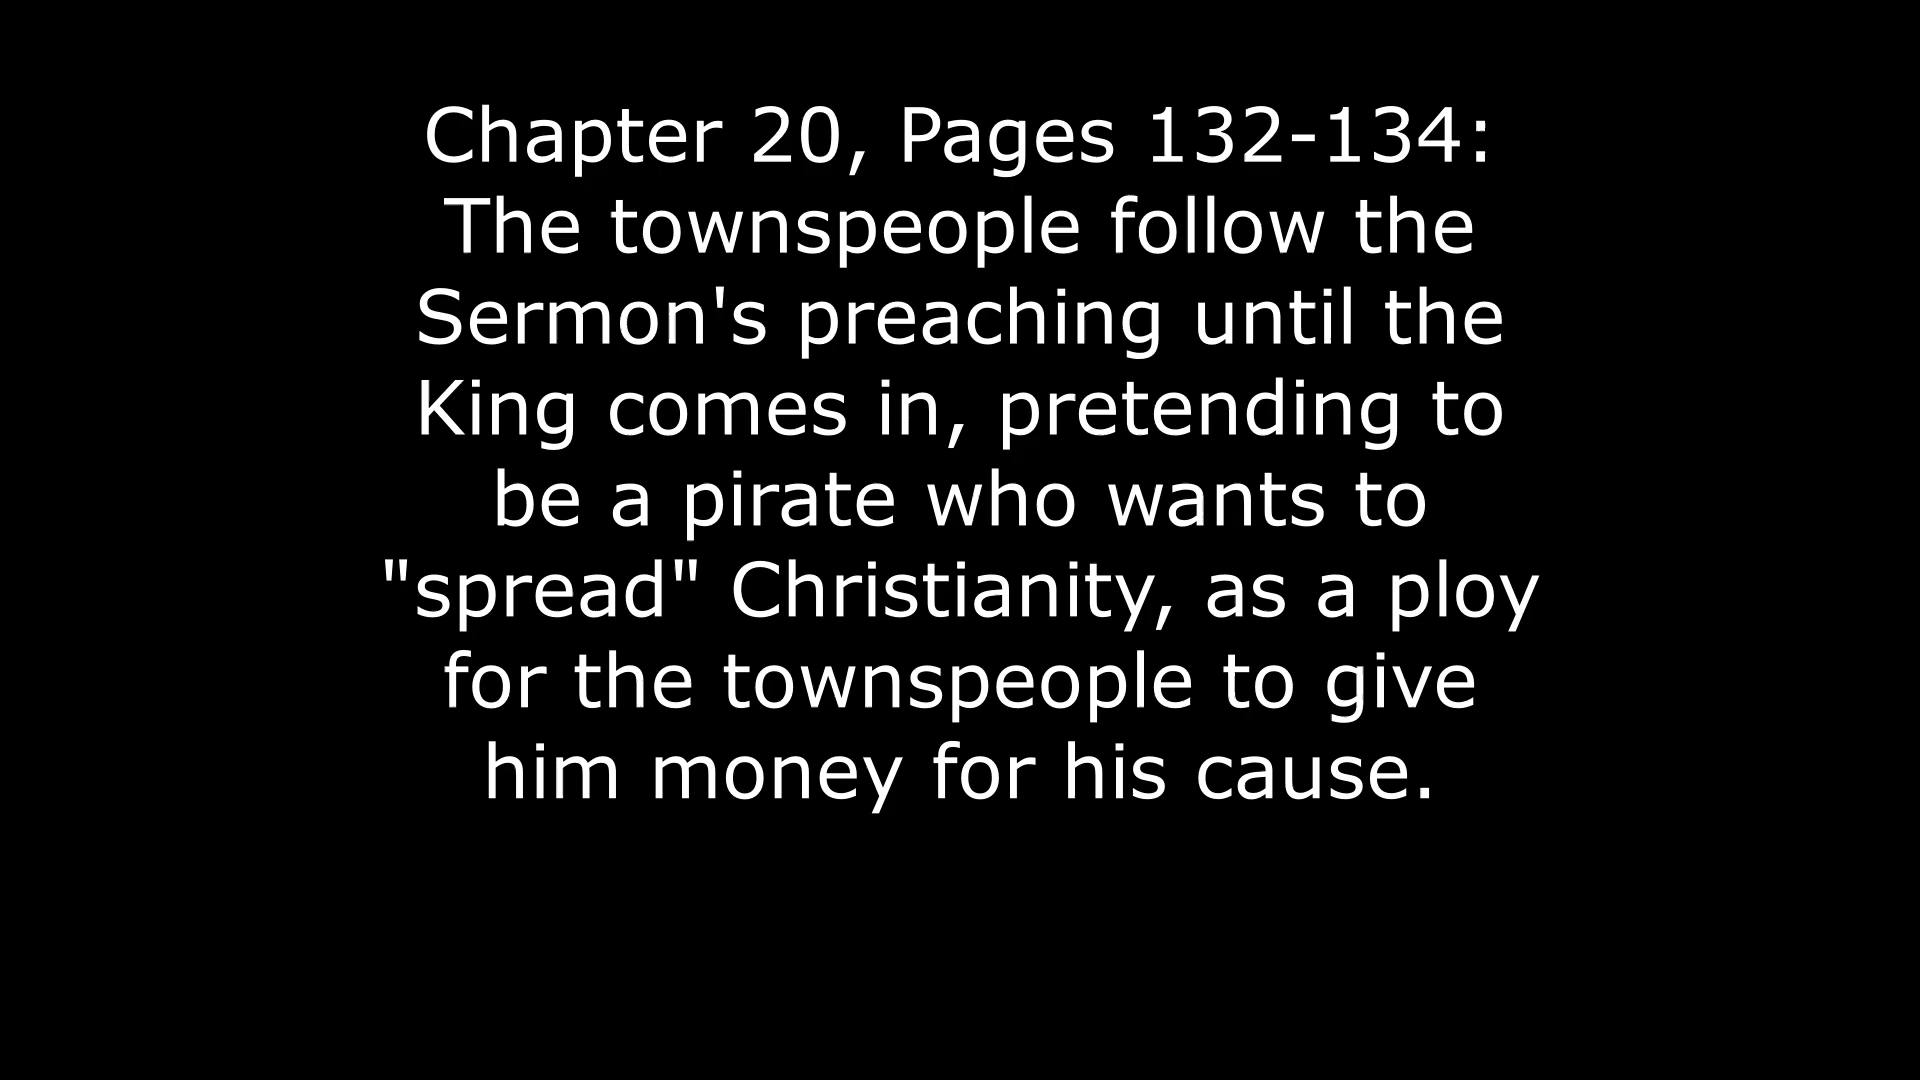 Chapter 20, Pages 132-134:
The townspeople follow the
Sermon's preaching until the
King comes in, pretending to
be a pirate who wants to
"spread" Christianity, as a ploy
for the townspeople to give
him money for his cause.